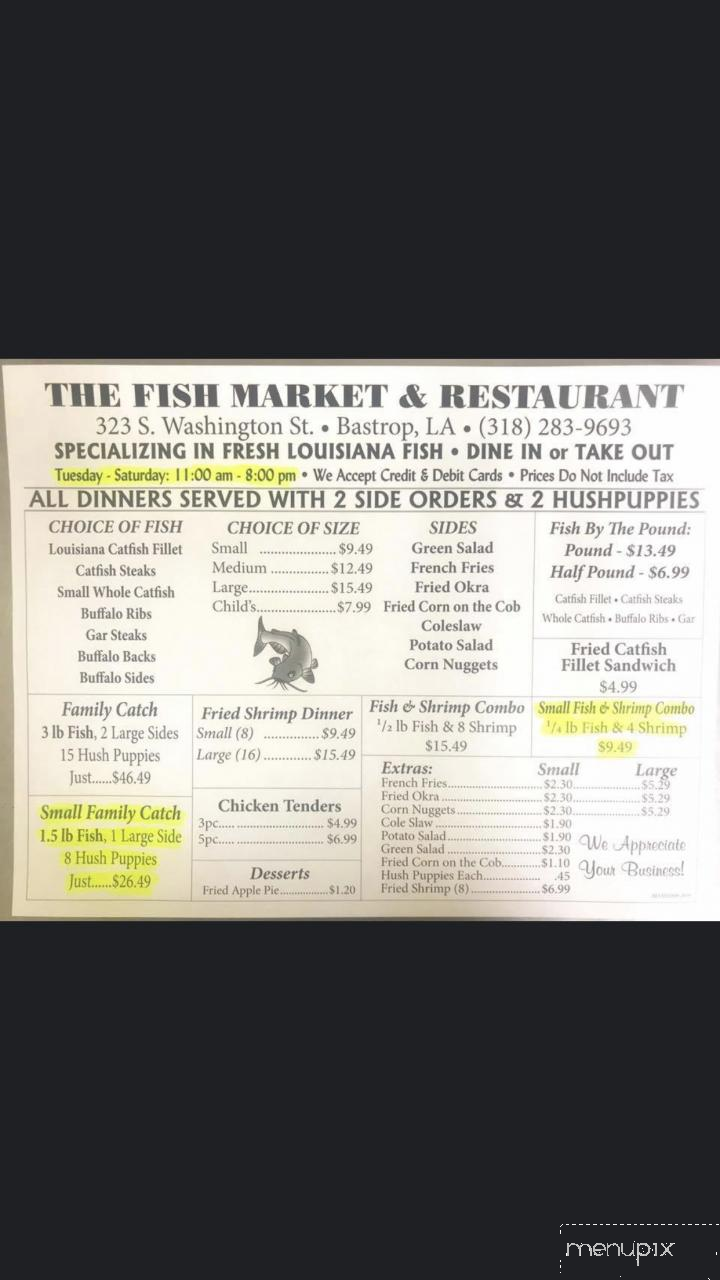 THE FISH MARKET & RESTAURANT
323 S. Washington St. • Bastrop, LA • (318) 283-9693
SPECIALIZING IN FRESH LOUISIANA FISH • DINE IN or TAKE OUT
Tuesday - Saturday: 11:00 am - 8:00 pm • We Accept Credit & Debit Cards • Prices Do Not Include Tax
ALL DINNERS SERVED WITH 2 SIDE ORDERS & 2 HUSHPUPPIES
CHOICE OF FISH
Louisiana Catfish Fillet
Catfish Steaks
Small Whole Catfish
Buffalo Ribs
Gar Steaks
Buffalo Backs
Buffalo Sides
CHOICE OF SIZE
Small ...................... $9.49
Medium ................ $12.49
Large...................... $15.49
Child's...................... $7.99
SIDES
Green Salad
French Fries
Fried Okra
Fried Corn on the Cob
Coleslaw
Potato Salad
Corn Nuggets
Fish By The Pound:
Pound - $13.49
Half Pound - $6.99
Catfish Fillet • Catfish Steaks
Whole Catfish • Buffalo Ribs • Gar
Fried Catfish
Fillet Sandwich
$4.99
Family Catch
3 lb Fish, 2 Large Sides
15 Hush Puppies
Just......$46.49
Small Family Catch
1.5 lb Fish, 1 Large Side
8 Hush Puppies
Just......$26.49
Fried Shrimp Dinner
Small (8) ............. $9.49
Large (16) ............ $15.49
Chicken Tenders
3pc..... ...................... $4.99
5pc..... ...................... $6.99
Desserts
Fried Apple Pie.................. $1.20
Fish & Shrimp Combo
1/2 lb Fish & 8 Shrimp
$15.49
Small Fish & Shrimp Combo
1/4 lb Fish & 4 Shrimp
$9.49
Extras: Small Large
French Fries........................ $2.30.................. $5.29
Fried Okra .......................... $2.30.................. $5.29
Corn Nuggets ..................... $2.30.................. $5.29
Cole Slaw ........................... $1.90
Potato Salad....................... $1.90
Green Salad........................ $2.30
Fried Corn on the Cob......... $1.10
Hush Puppies Each............. .45
Fried Shrimp (8) ................. $6.99
We Appreciate
Your Business!
menupix